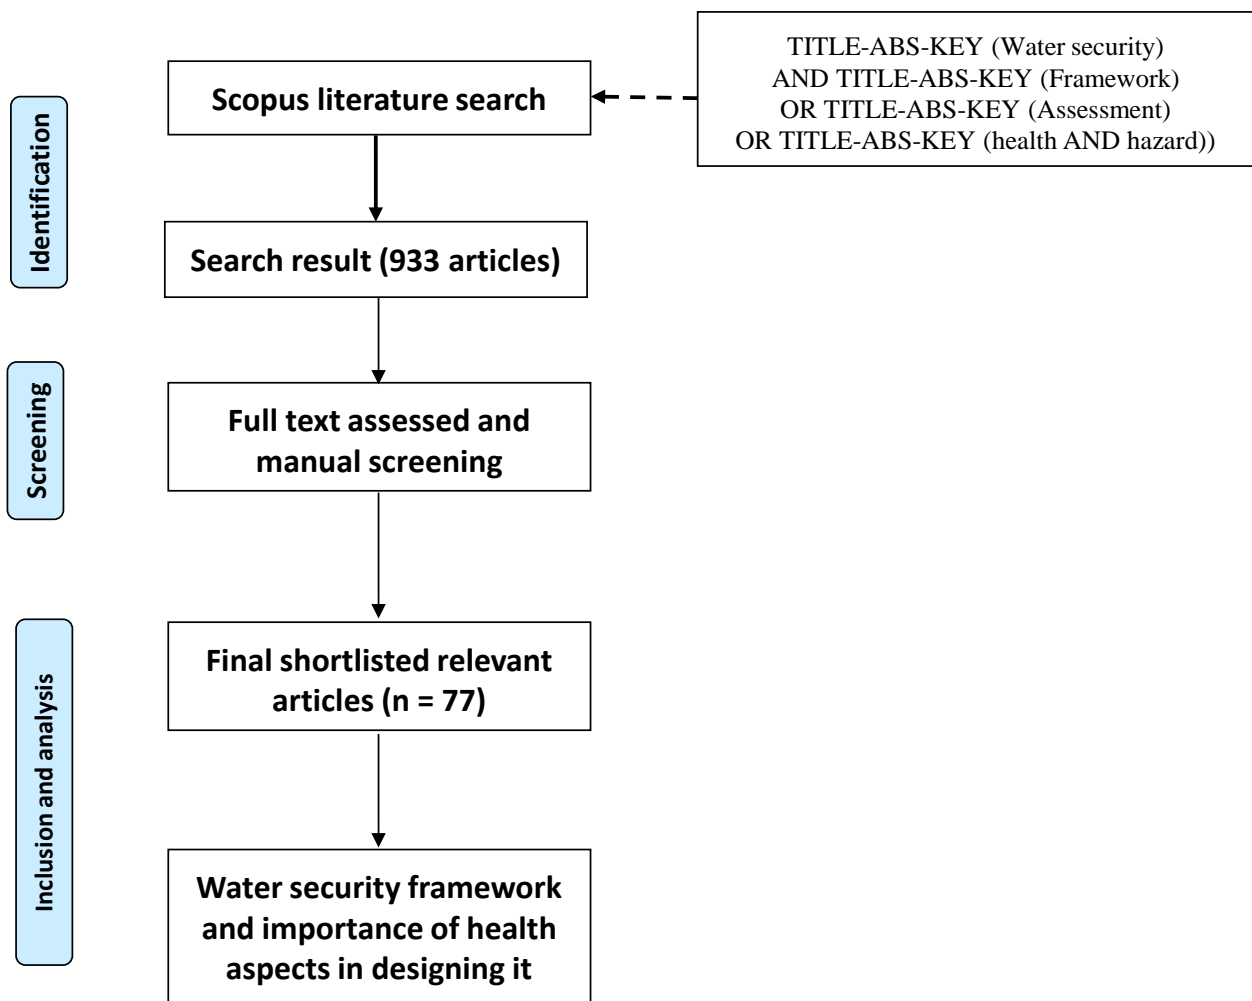 TITLE-ABS-KEY (Water security)
AND TITLE-ABS-KEY (Framework)
OR TITLE-ABS-KEY (Assessment)
OR TITLE-ABS-KEY (health AND hazard))
Scopus literature search
Identification
Search result (933 articles)
Screening
Full text assessed and
manual screening
Inclusion and analysis
Final shortlisted relevant
articles (n = 77)
Water security framework
and importance of health
aspects in designing it